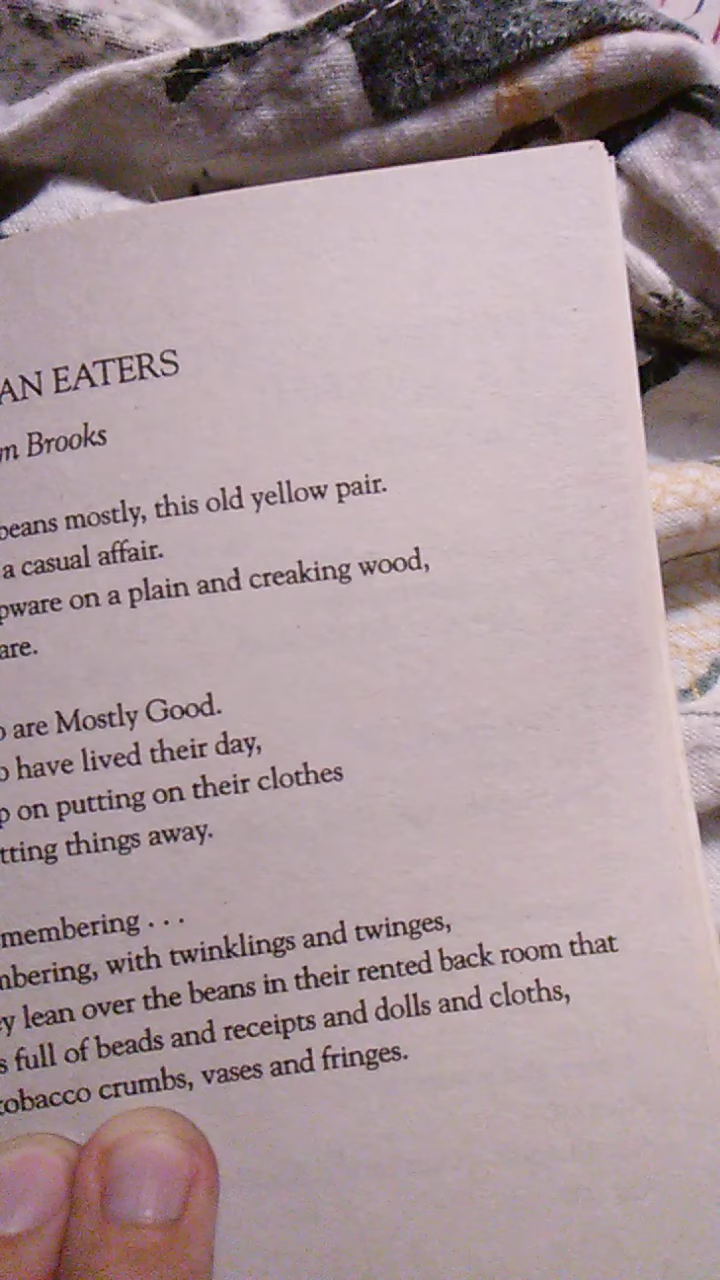 AN EATERS
m Brooks
beans mostly, this old yellow pair.
a casual affair.
pware on a plain and creaking wood,
are.
o are Mostly Good.
o have lived their day,
p on putting on their clothes
tting things away.
membering . . .
mbering, with twinklings and twinges,
ey lean over the beans in their rented back room that
s full of beads and receipts and dolls and cloths,
tobacco crumbs, vases and fringes.